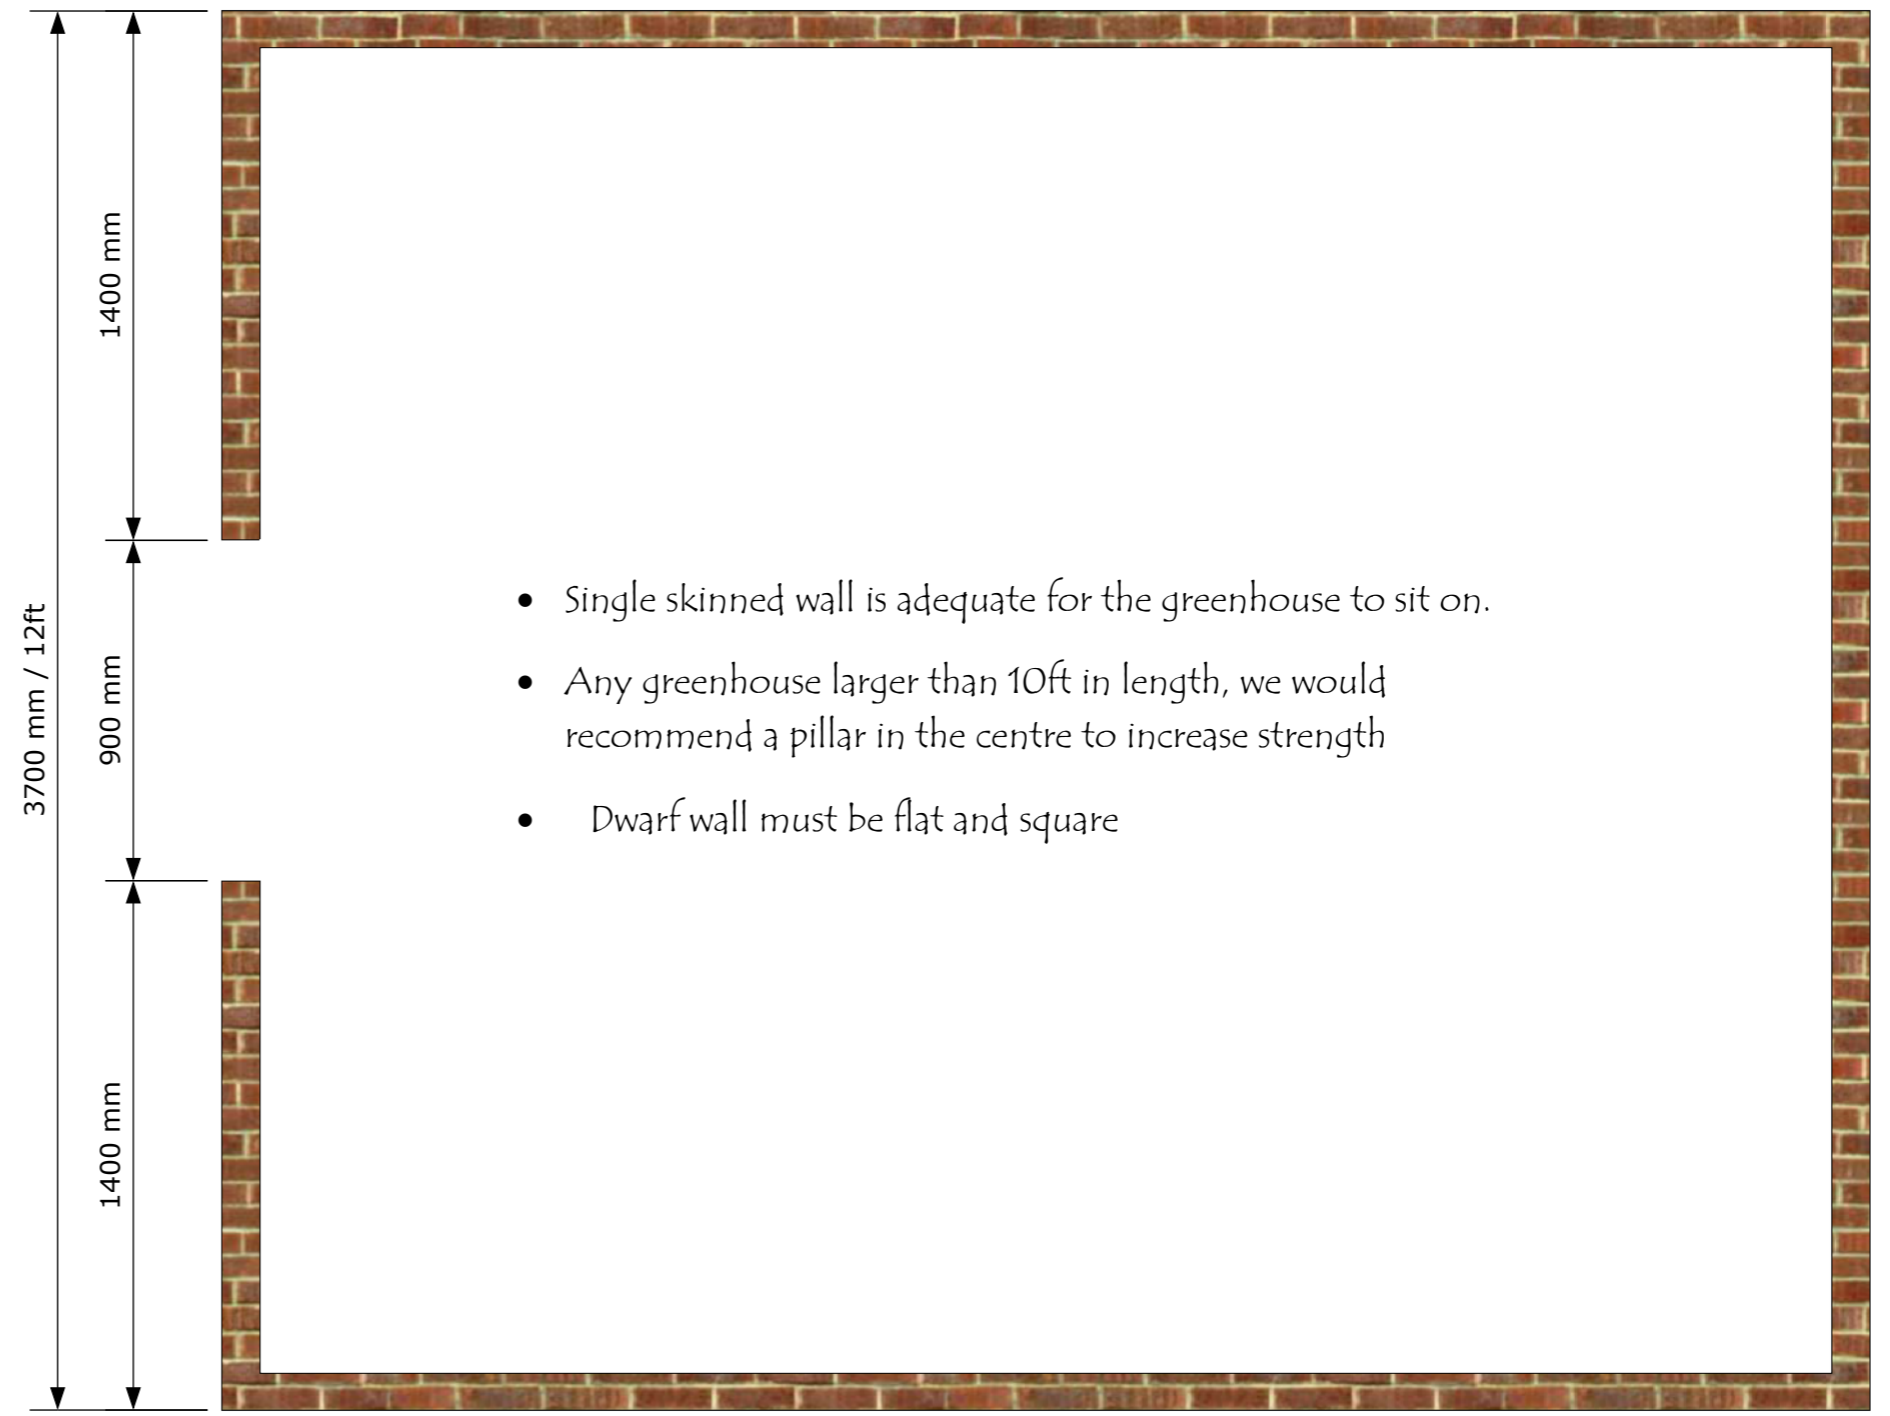 3700 mm / 12ft
1400 mm
900 mm
1400 mm
• Single skinned wall is adequate for the greenhouse to sit on.
• Any greenhouse larger than 10ft in length, we would
recommend a pillar in the centre to increase strength
• Dwarf wall must be flat and square